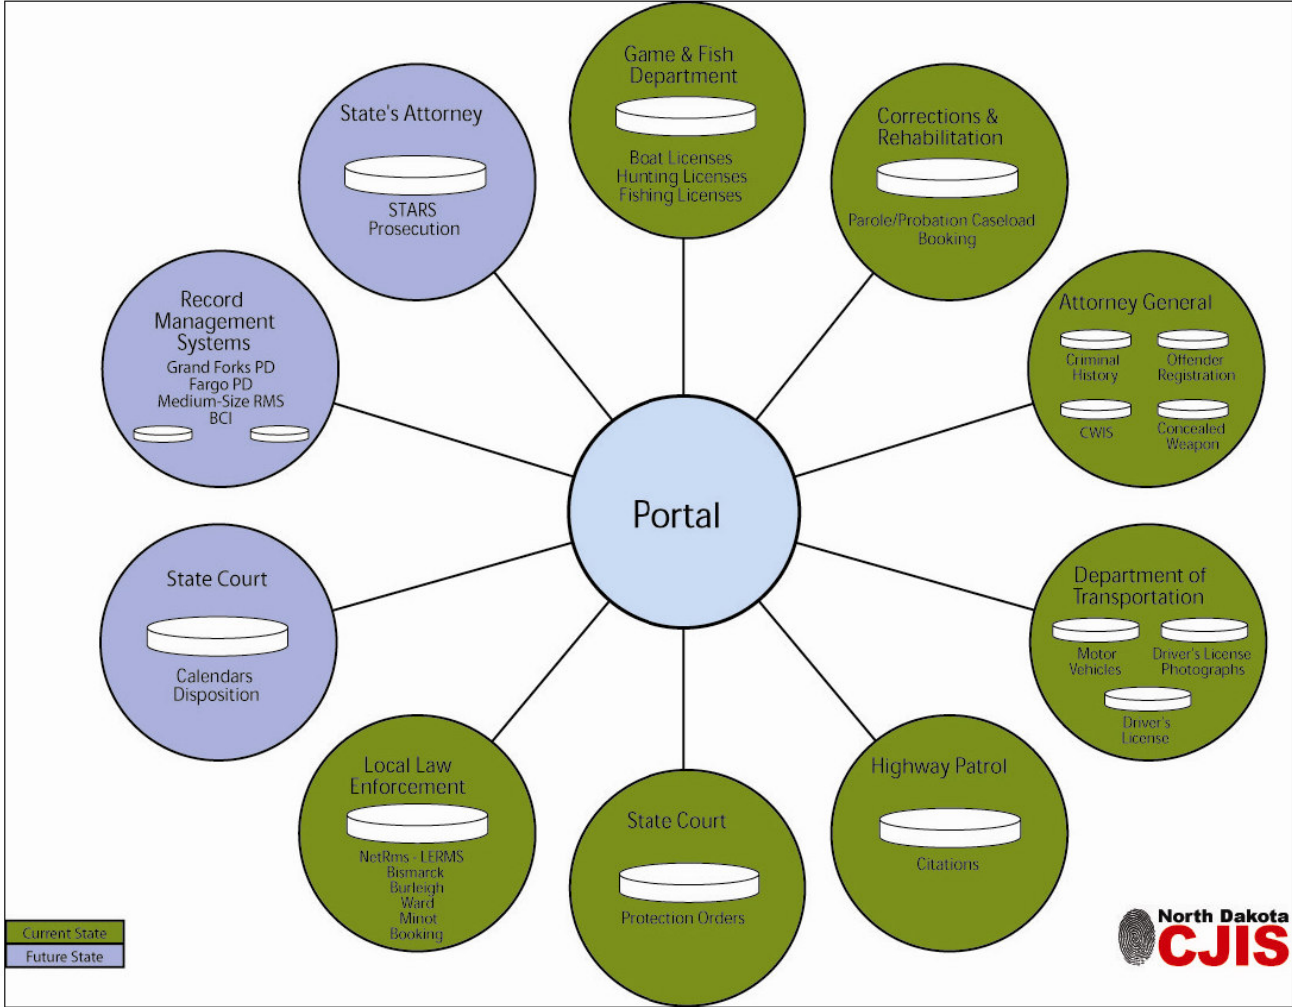 Game & Fish
Department
Boat Licenses
Hunting Licenses
Fishing Licenses
State's Attorney
STARS
Prosecution
Corrections &
Rehabilitation
Parole/Probation Caseload
Booking
Record
Management
Systems
Grand Forks PD
Fargo PD
Medium-Size RMS
BCI
Attorney General
Criminal
History
Offender
Registration
CWIS
Concealed
Weapon
Portal
State Court
Calendars
Disposition
Department of
Transportation
Motor
Vehicles
Driver's License
Photographs
Driver's
License
Local Law
Enforcement
NetRms - LERMS
Bismarck
Burleigh
Ward
Minot
Booking
State Court
Protection Orders
Highway Patrol
Citations
Current State
Future State
North Dakota
CJIS